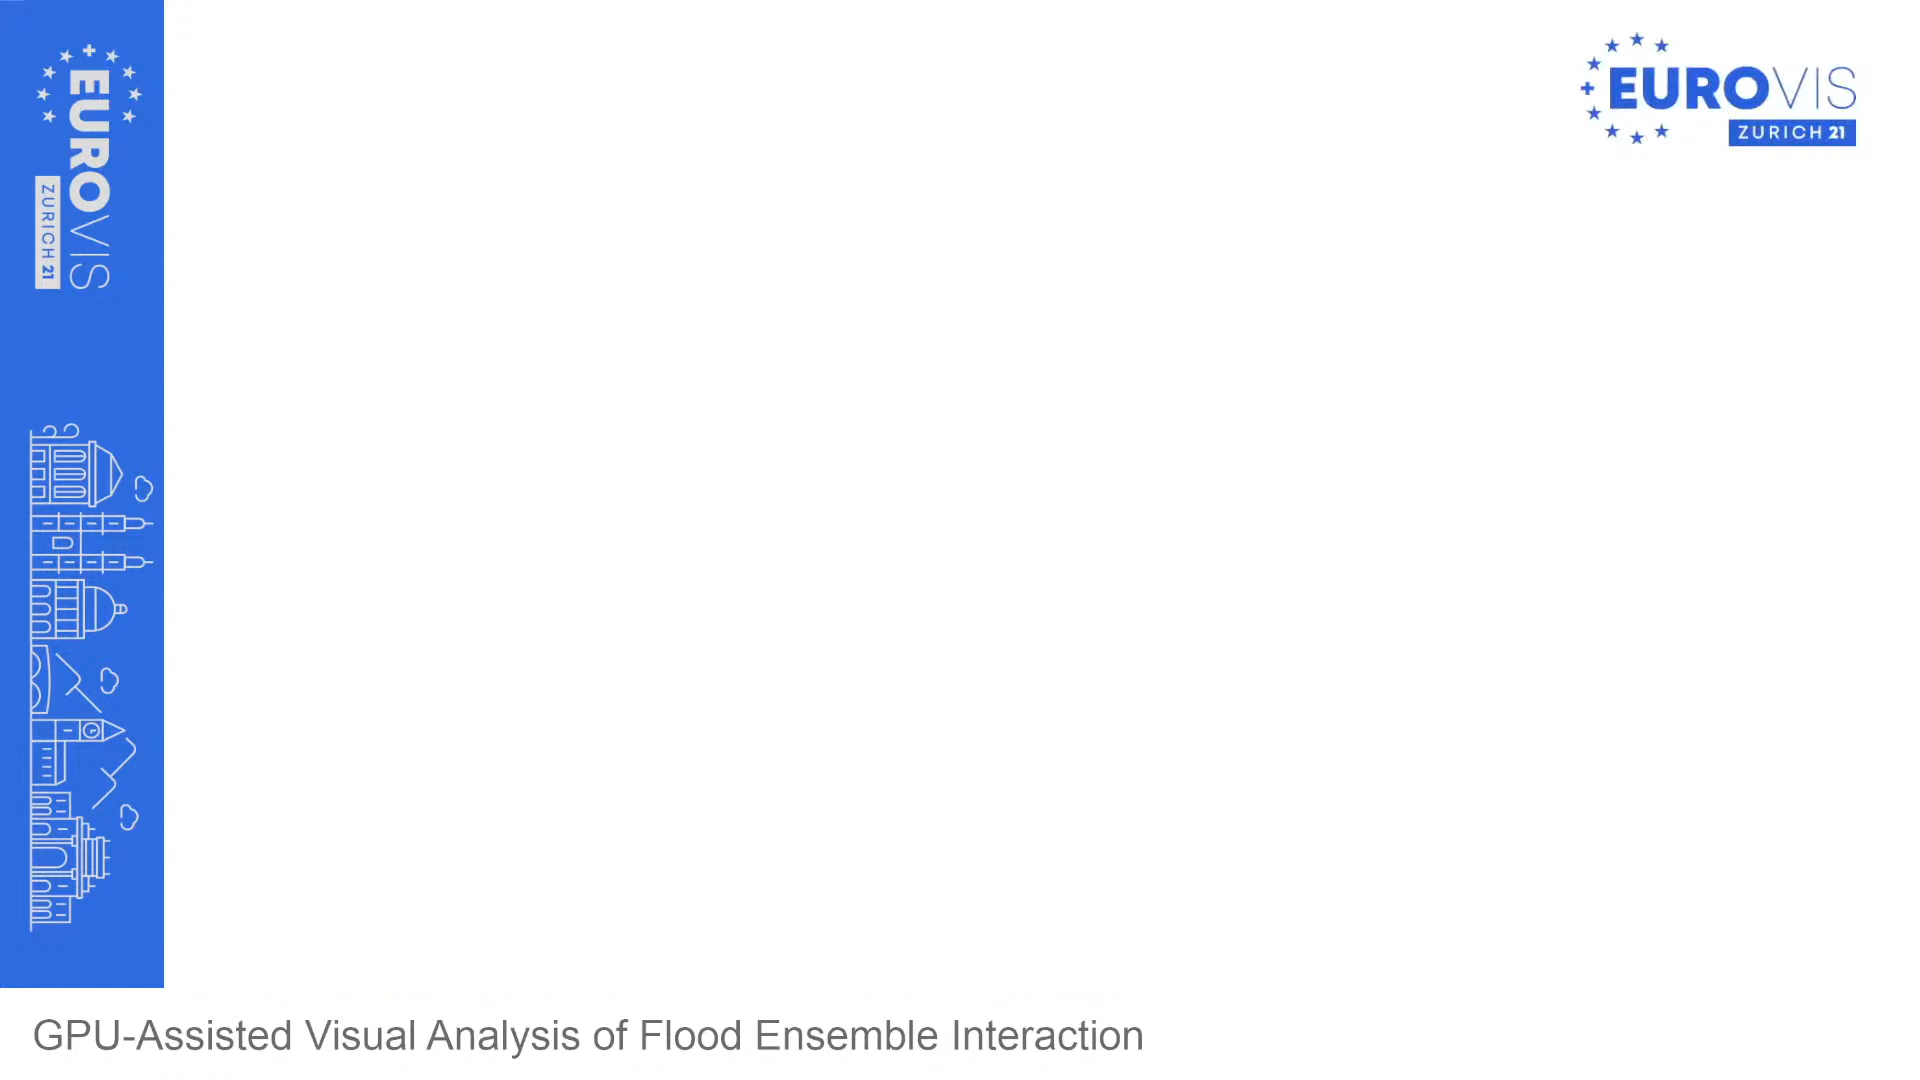 EUROVIS
ZURICH 21
EUROVIS
ZURICH 21
GPU-Assisted Visual Analysis of Flood Ensemble Interaction